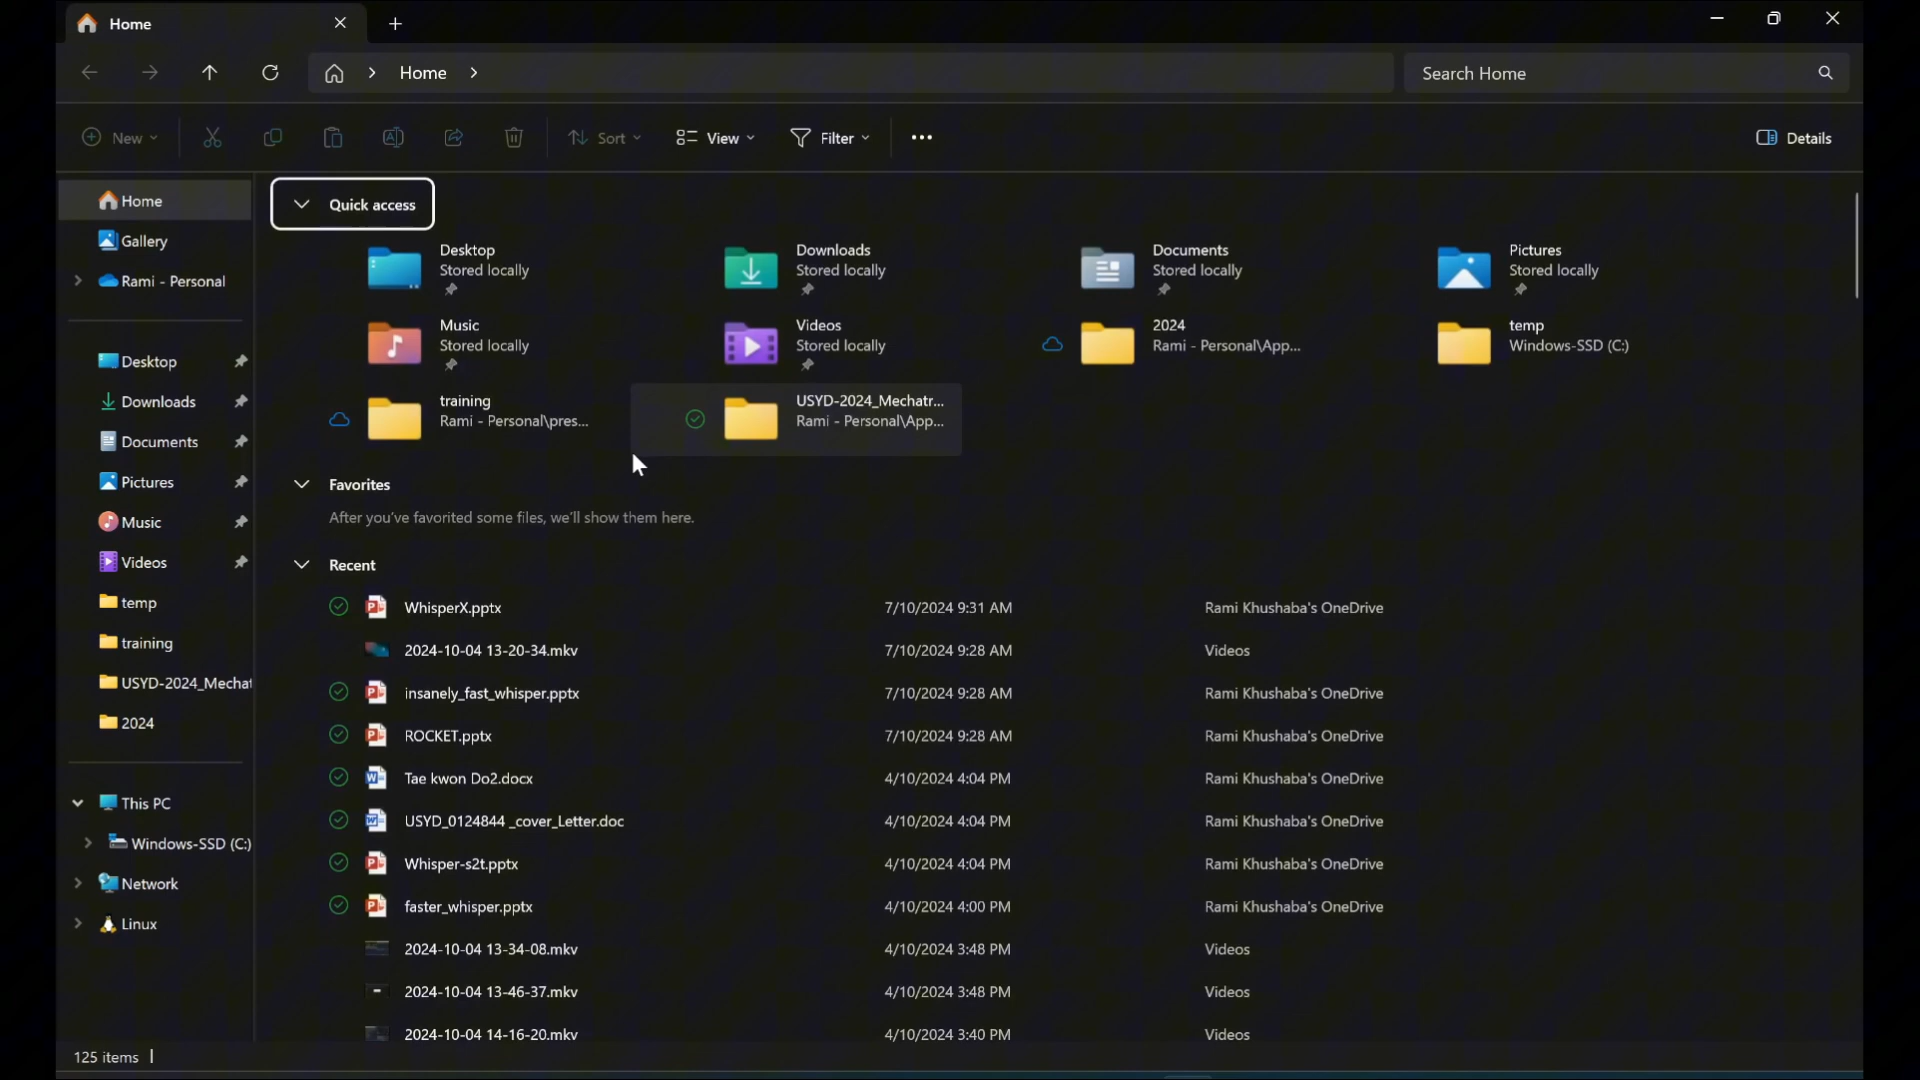 Home
Home
Search Home
New
Sort
View
Filter
Details
Home
Gallery
Rami - Personal
Desktop
Downloads
Documents
Pictures
Music
Videos
temp
training
USYD-2024_Mechat
2024
This PC
Windows-SSD (C:)
Network
Linux
Quick access
Desktop
Stored locally
Downloads
Stored locally
Documents
Stored locally
Pictures
Stored locally
Music
Stored locally
Videos
Stored locally
2024
Rami - Personal\App...
temp
Windows-SSD (C:)
training
Rami - Personal\pres...
USYD-2024_Mechatr...
Rami - Personal\App...
Favorites
After you've favorited some files, we'll show them here.
Recent
WhisperX.pptx 7/10/2024 9:31 AM Rami Khushaba's OneDrive
2024-10-04 13-20-34.mkv 7/10/2024 9:28 AM Videos
insanely_fast_whisper.pptx 7/10/2024 9:28 AM Rami Khushaba's OneDrive
ROCKET.pptx 7/10/2024 9:28 AM Rami Khushaba's OneDrive
Tae kwon Do2.docx 4/10/2024 4:04 PM Rami Khushaba's OneDrive
USYD_0124844 _cover_Letter.doc 4/10/2024 4:04 PM Rami Khushaba's OneDrive
Whisper-s2t.pptx 4/10/2024 4:04 PM Rami Khushaba's OneDrive
faster_whisper.pptx 4/10/2024 4:00 PM Rami Khushaba's OneDrive
2024-10-04 13-34-08.mkv 4/10/2024 3:48 PM Videos
2024-10-04 13-46-37.mkv 4/10/2024 3:48 PM Videos
2024-10-04 14-16-20.mkv 4/10/2024 3:40 PM Videos
125 items